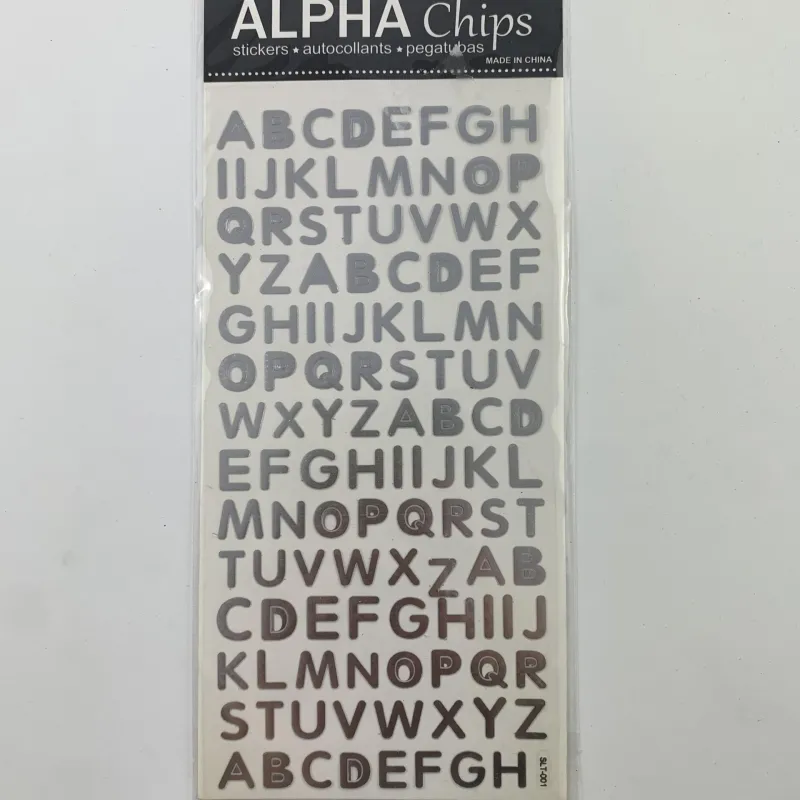 ALPHA Chips
stickers ★ autocollants ★ pegatubas
MADE IN CHINA
ABCDEFGH
IIJKLMNOP
QRSTUVWX
YZABCDEF
GHIIJKLMN
OPQRSTUV
WXYZABCD
EFGHIIJKL
MNOPQRST
TUVWXZAB
CDEFGHIIJ
KLMNOPQR
STUVWXYZ
ABCDEFGH
SLT-001